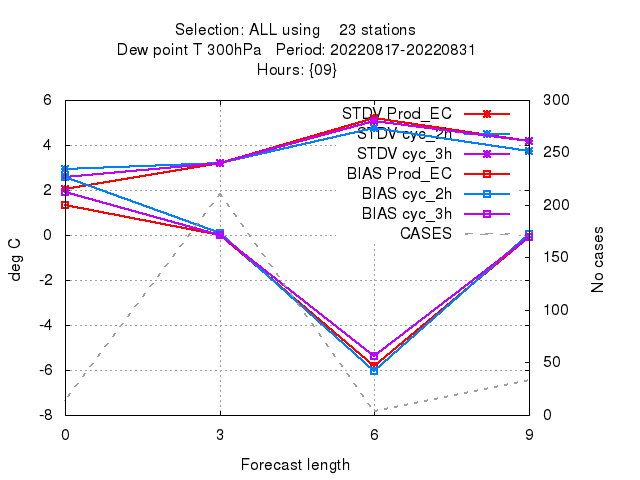 Selection: ALL using    23 stations
Dew point T 300hPa   Period: 20220817-20220831
Hours: {09}
6
4
2
0
-2
-4
-6
-8
deg C
STDV Prod_EC
STDV cyc_2h
STDV cyc_3h
BIAS Prod_EC
BIAS cyc_2h
BIAS cyc_3h
CASES
300
250
200
150
100
50
0
No cases
0 3 6 9
Forecast length